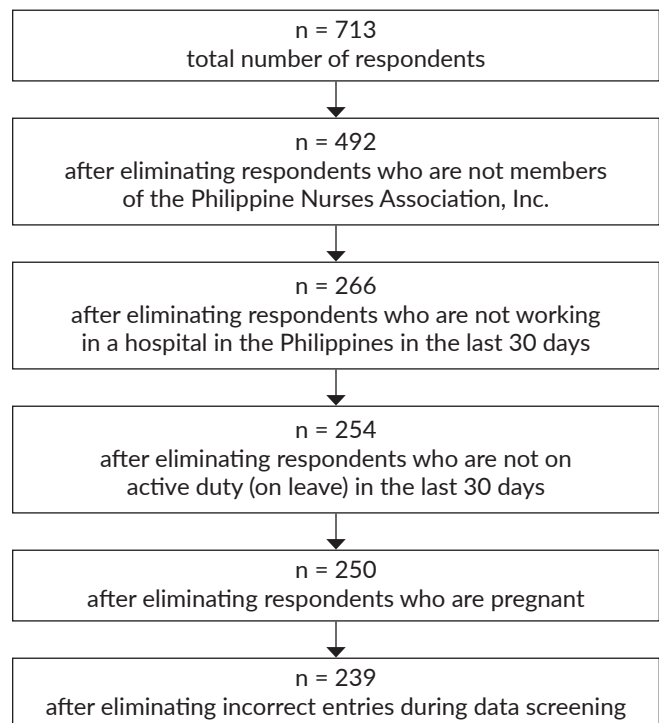 n = 713
total number of respondents
n = 492
after eliminating respondents who are not members
of the Philippine Nurses Association, Inc.
n = 266
after eliminating respondents who are not working
in a hospital in the Philippines in the last 30 days
n = 254
after eliminating respondents who are not on
active duty (on leave) in the last 30 days
n = 250
after eliminating respondents who are pregnant
n = 239
after eliminating incorrect entries during data screening